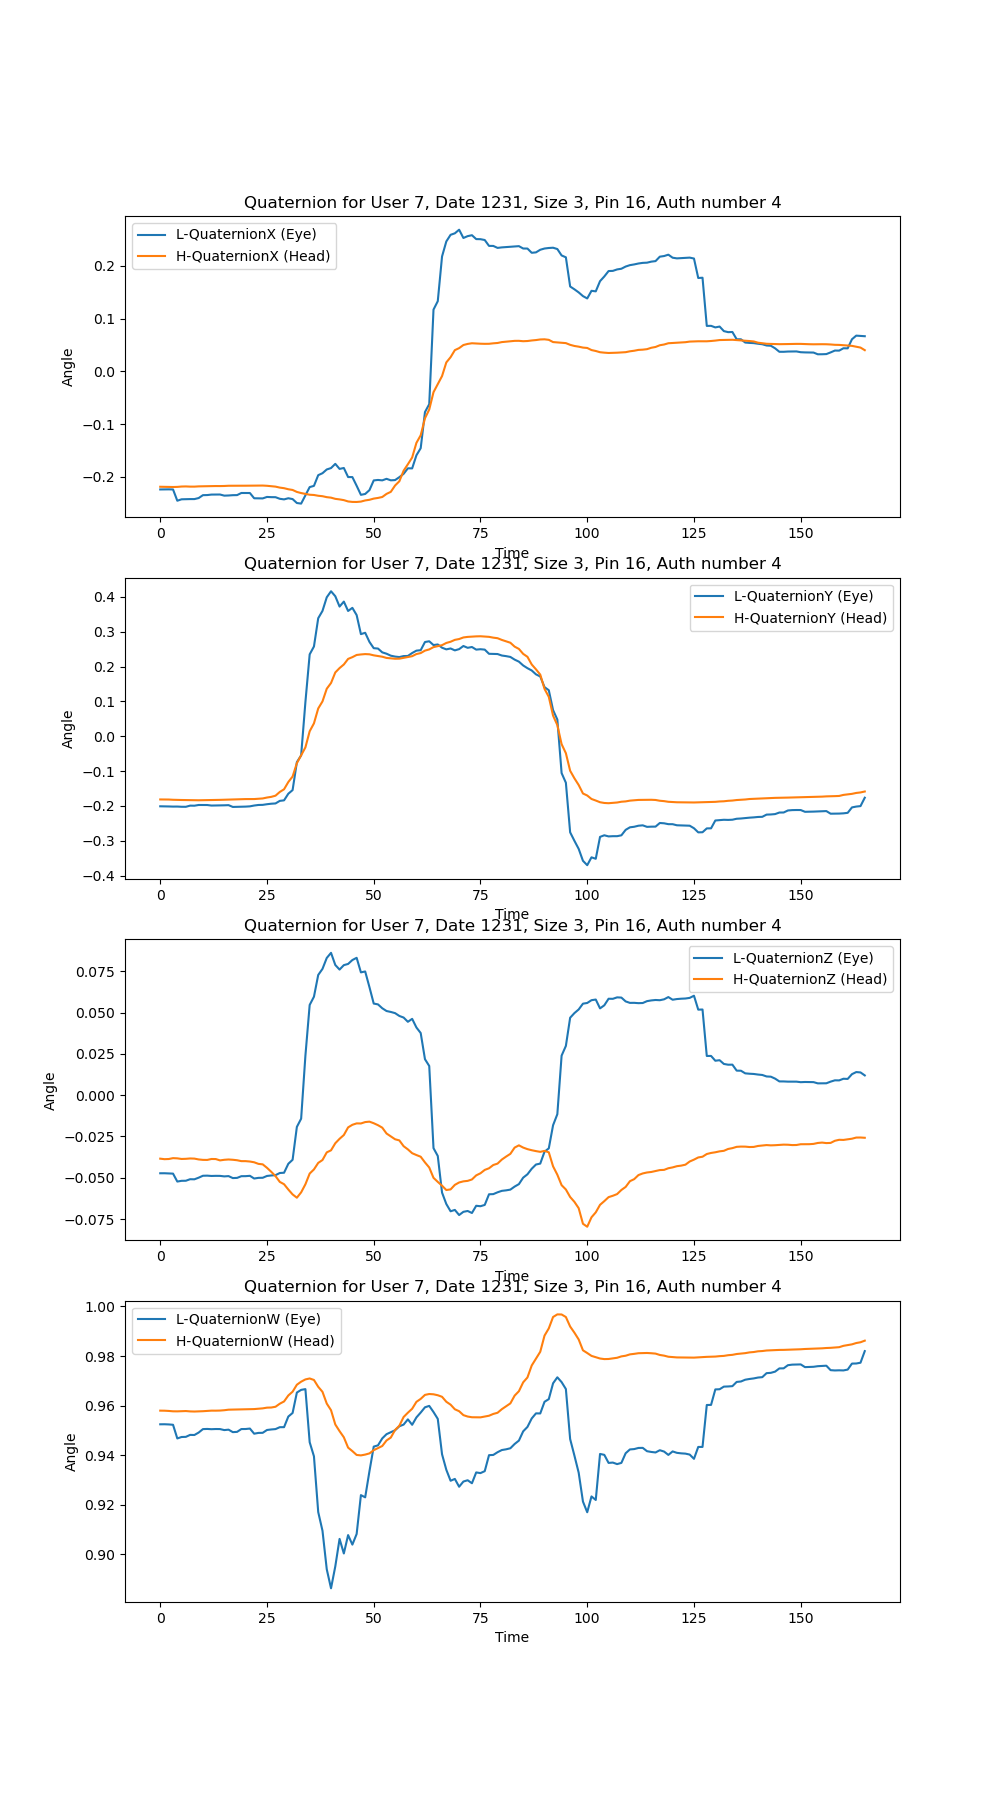 Quaternion for User 7, Date 1231, Size 3, Pin 16, Auth number 4
L-QuaternionX (Eye)
H-QuaternionX (Head)
Angle
0.2
0.1
0.0
−0.1
−0.2
0 25 50 75 100 125 150
Time
Quaternion for User 7, Date 1231, Size 3, Pin 16, Auth number 4
L-QuaternionY (Eye)
H-QuaternionY (Head)
Angle
0.4
0.3
0.2
0.1
0.0
−0.1
−0.2
−0.3
−0.4
0 25 50 75 100 125 150
Time
Quaternion for User 7, Date 1231, Size 3, Pin 16, Auth number 4
L-QuaternionZ (Eye)
H-QuaternionZ (Head)
Angle
0.075
0.050
0.025
0.000
−0.025
−0.050
−0.075
0 25 50 75 100 125 150
Time
Quaternion for User 7, Date 1231, Size 3, Pin 16, Auth number 4
L-QuaternionW (Eye)
H-QuaternionW (Head)
Angle
1.00
0.98
0.96
0.94
0.92
0.90
0 25 50 75 100 125 150
Time